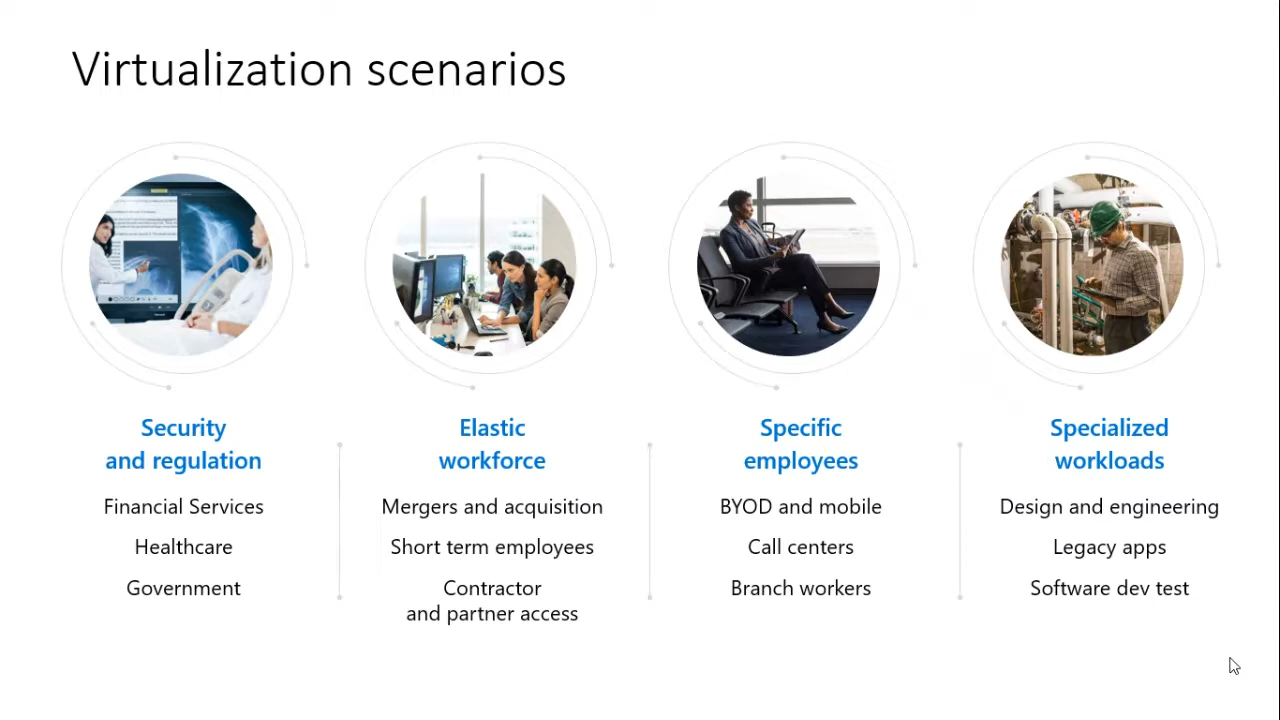 Virtualization scenarios
Security
and regulation
Financial Services
Healthcare
Government
Elastic
workforce
Mergers and acquisition
Short term employees
Contractor
and partner access
Specific
employees
BYOD and mobile
Call centers
Branch workers
Specialized
workloads
Design and engineering
Legacy apps
Software dev test